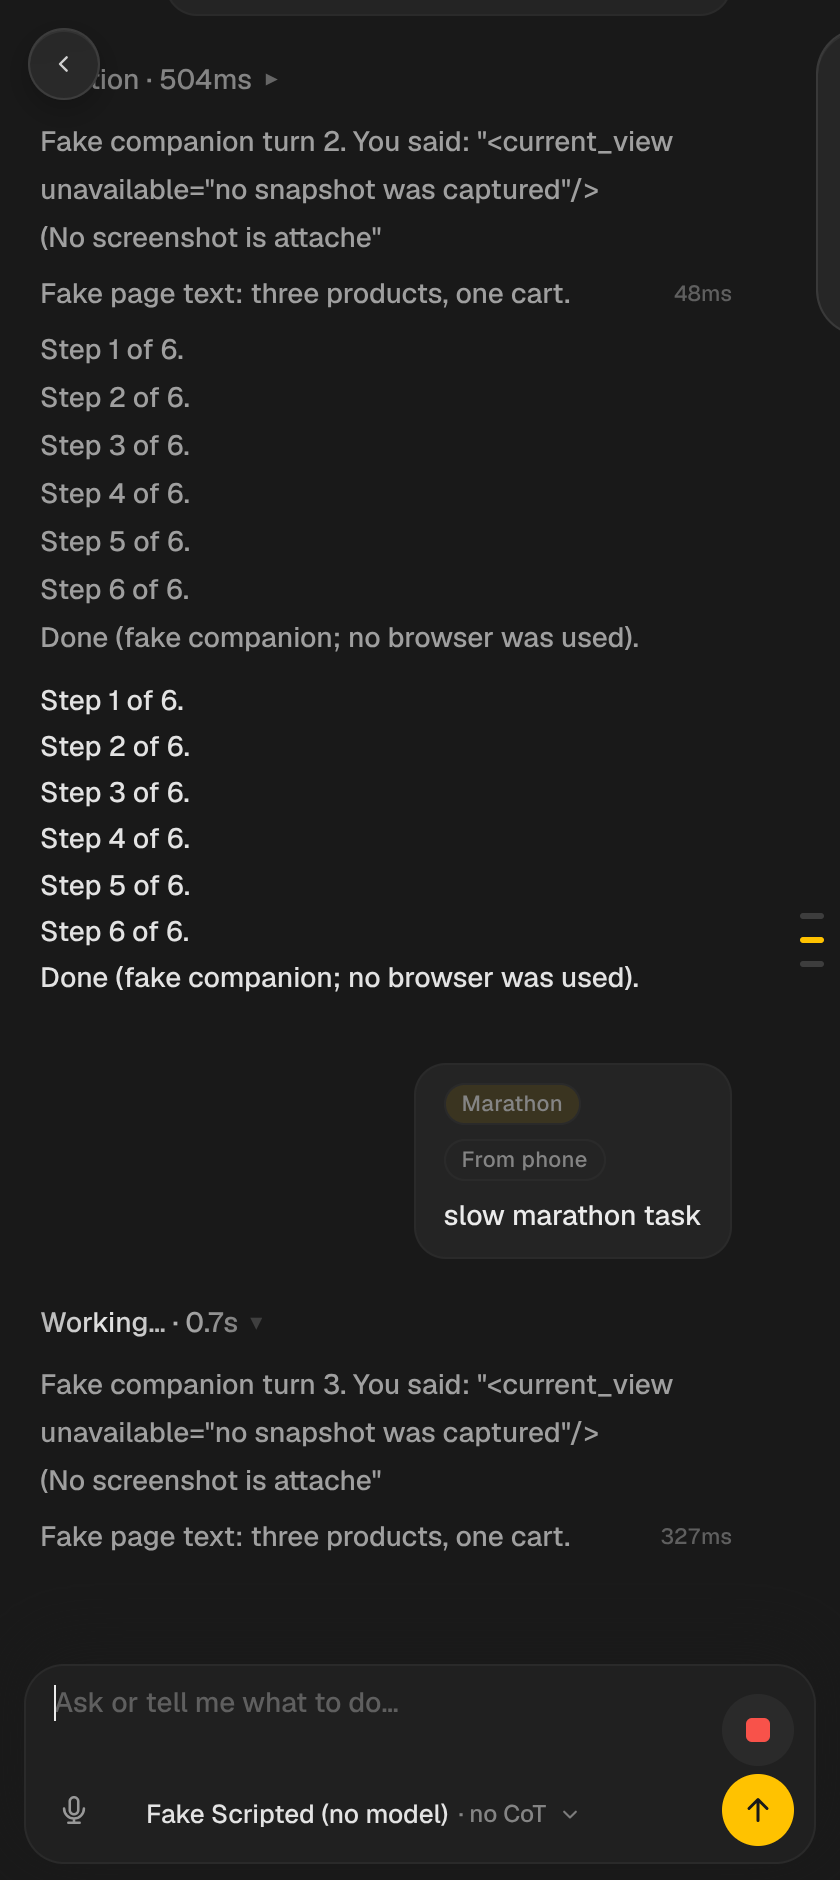 tion · 504ms
Fake companion turn 2. You said: "<current_view
unavailable="no snapshot was captured"/>
(No screenshot is attache"
Fake page text: three products, one cart. 48ms
Step 1 of 6.
Step 2 of 6.
Step 3 of 6.
Step 4 of 6.
Step 5 of 6.
Step 6 of 6.
Done (fake companion; no browser was used).
Step 1 of 6.
Step 2 of 6.
Step 3 of 6.
Step 4 of 6.
Step 5 of 6.
Step 6 of 6.
Done (fake companion; no browser was used).
Marathon
From phone
slow marathon task
Working... · 0.7s
Fake companion turn 3. You said: "<current_view
unavailable="no snapshot was captured"/>
(No screenshot is attache"
Fake page text: three products, one cart. 327ms
Ask or tell me what to do...
Fake Scripted (no model) · no CoT